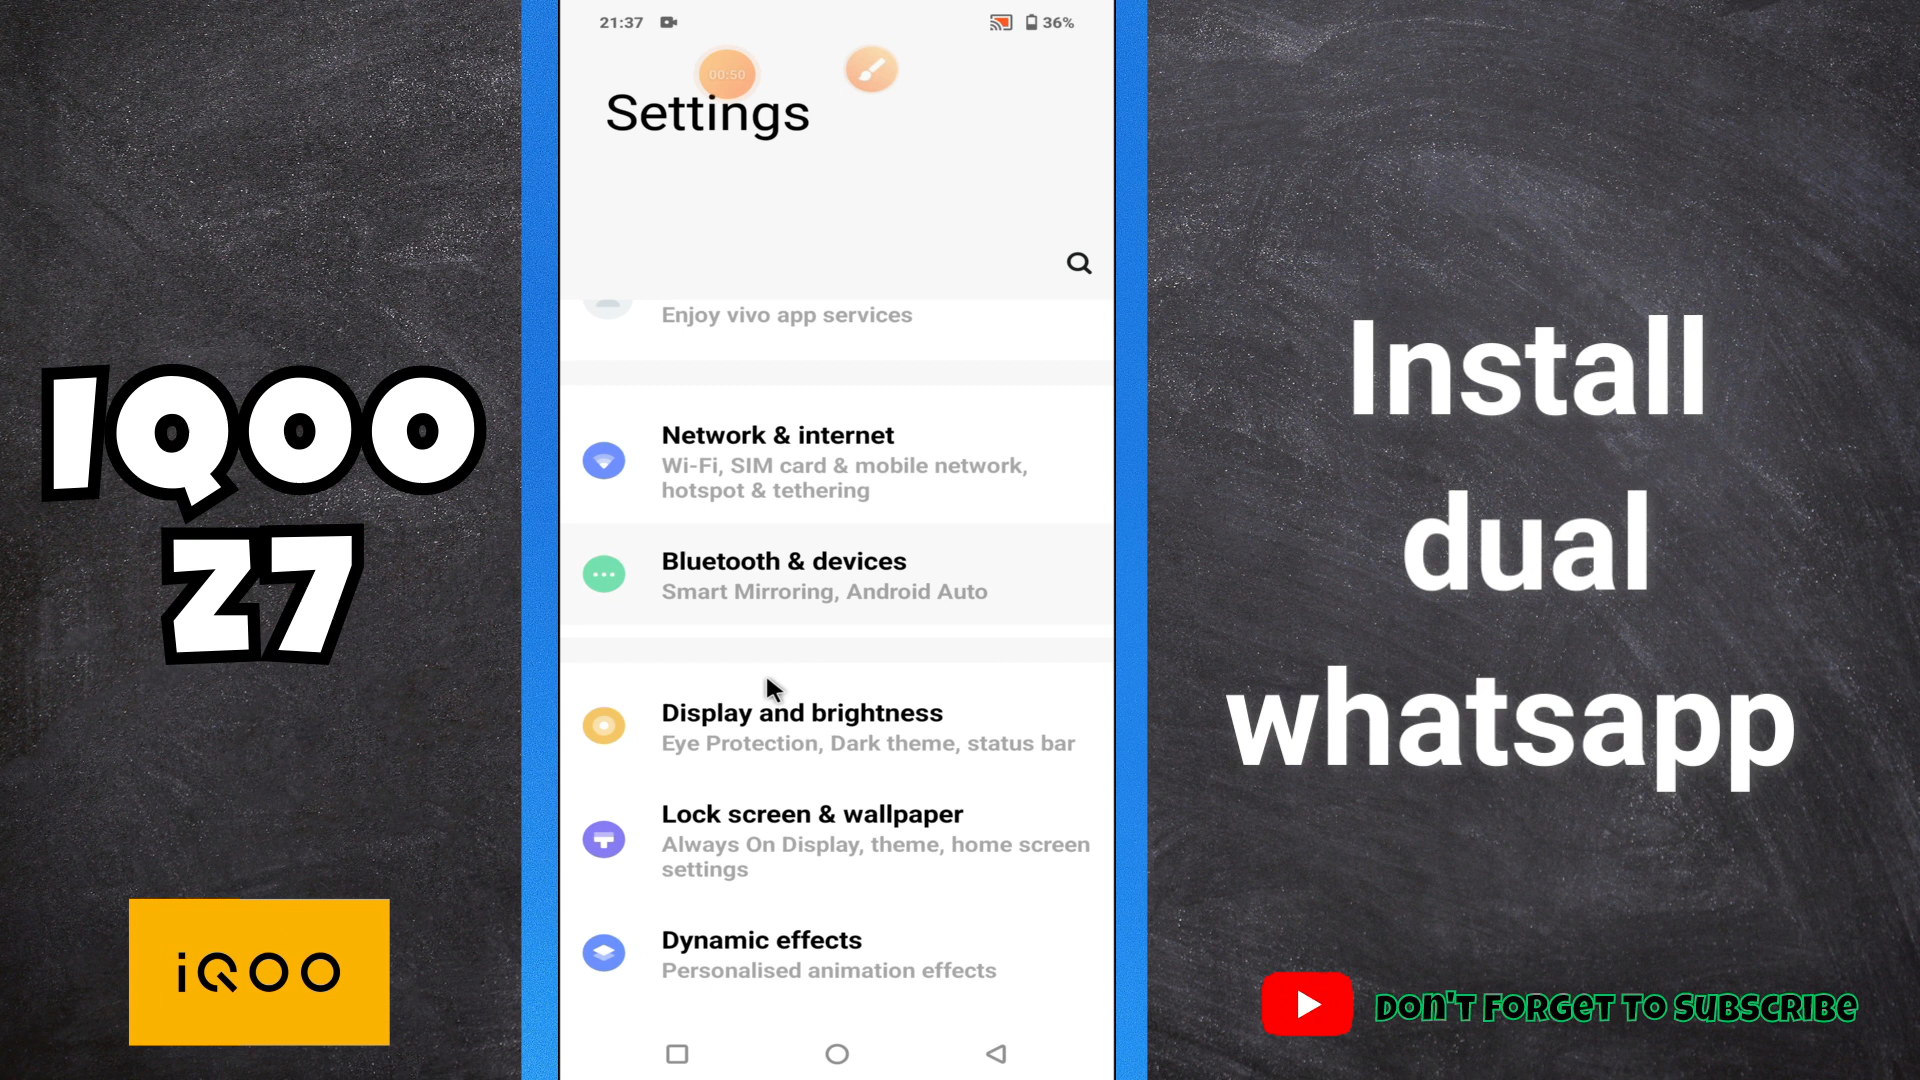 21:37
36%
00:50
Settings
Enjoy vivo app services
Network & internet
Wi-Fi, SIM card & mobile network,
hotspot & tethering
Bluetooth & devices
Smart Mirroring, Android Auto
Display and brightness
Eye Protection, Dark theme, status bar
Lock screen & wallpaper
Always On Display, theme, home screen
settings
Dynamic effects
Personalised animation effects
IQOO
Z7
iQOO
Install
dual
whatsapp
DON'T FORGET TO SUBSCRIBE